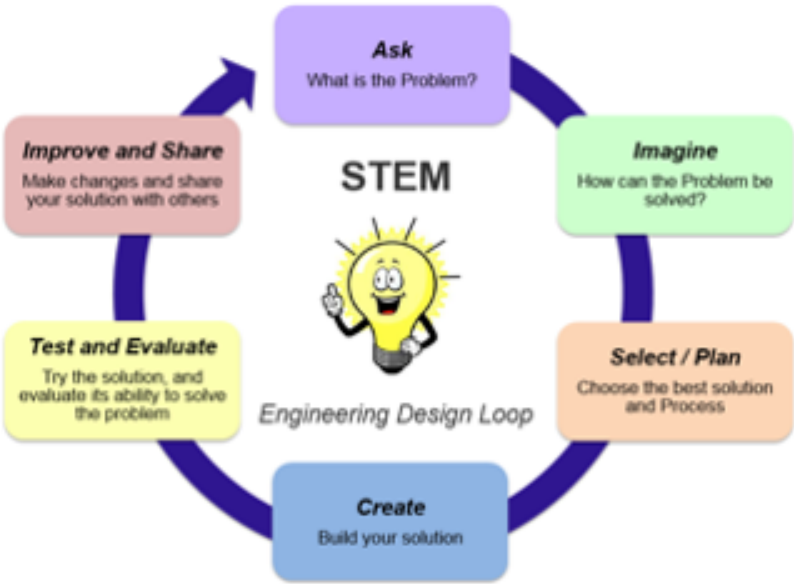 Ask
What is the Problem?
Imagine
How can the Problem be
solved?
Select / Plan
Choose the best solution
and Process
Create
Build your solution
Test and Evaluate
Try the solution, and
evaluate its ability to solve
the problem
Improve and Share
Make changes and share
your solution with others
STEM
Engineering Design Loop